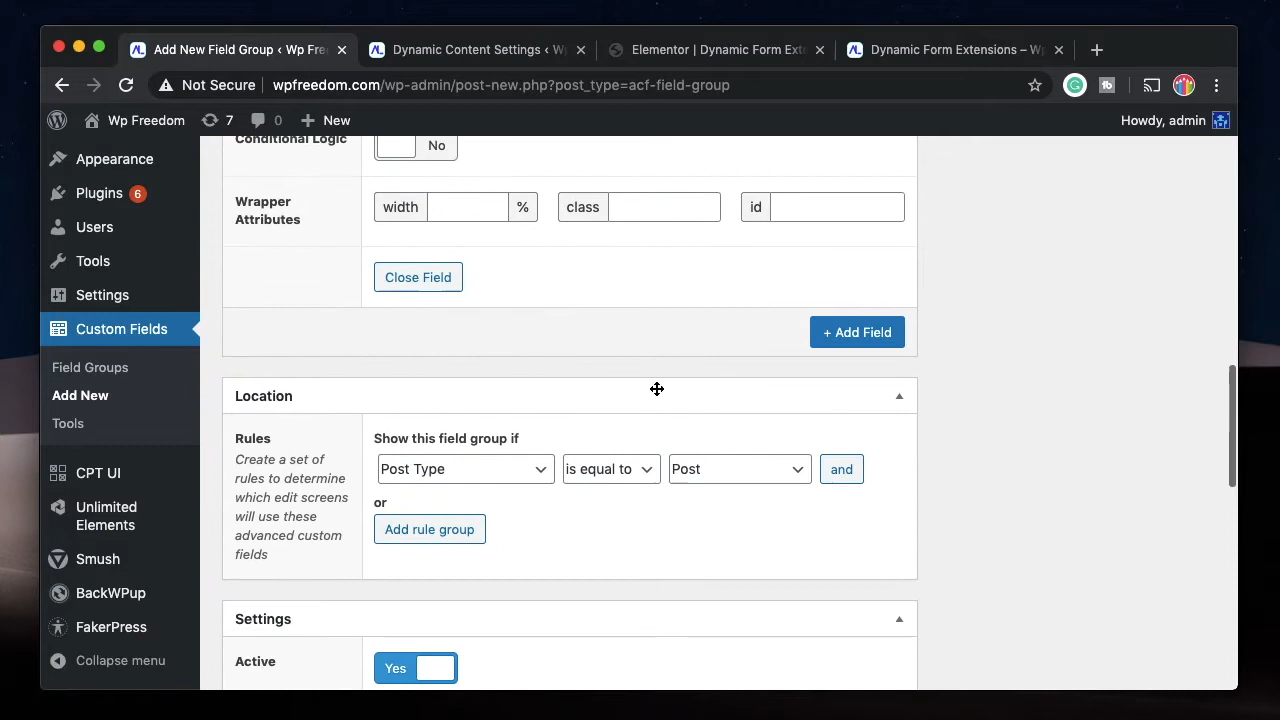 Add New Field Group ‹ Wp Fre
Dynamic Content Settings ‹ W
Elementor | Dynamic Form Ext
Dynamic Form Extensions – W
Not Secure
wpfreedom.com/wp-admin/post-new.php?post_type=acf-field-group
Wp Freedom
7
0
New
Howdy, admin
Appearance
Plugins 6
Users
Tools
Settings
Custom Fields
Field Groups
Add New
Tools
CPT UI
Unlimited
Elements
Smush
BackWPup
FakerPress
Collapse menu
Conditional Logic
No
Wrapper
Attributes
width
%
class
id
Close Field
+ Add Field
Location
Rules
Create a set of
rules to determine
which edit screens
will use these
advanced custom
fields
Show this field group if
Post Type
is equal to
Post
and
or
Add rule group
Settings
Active
Yes